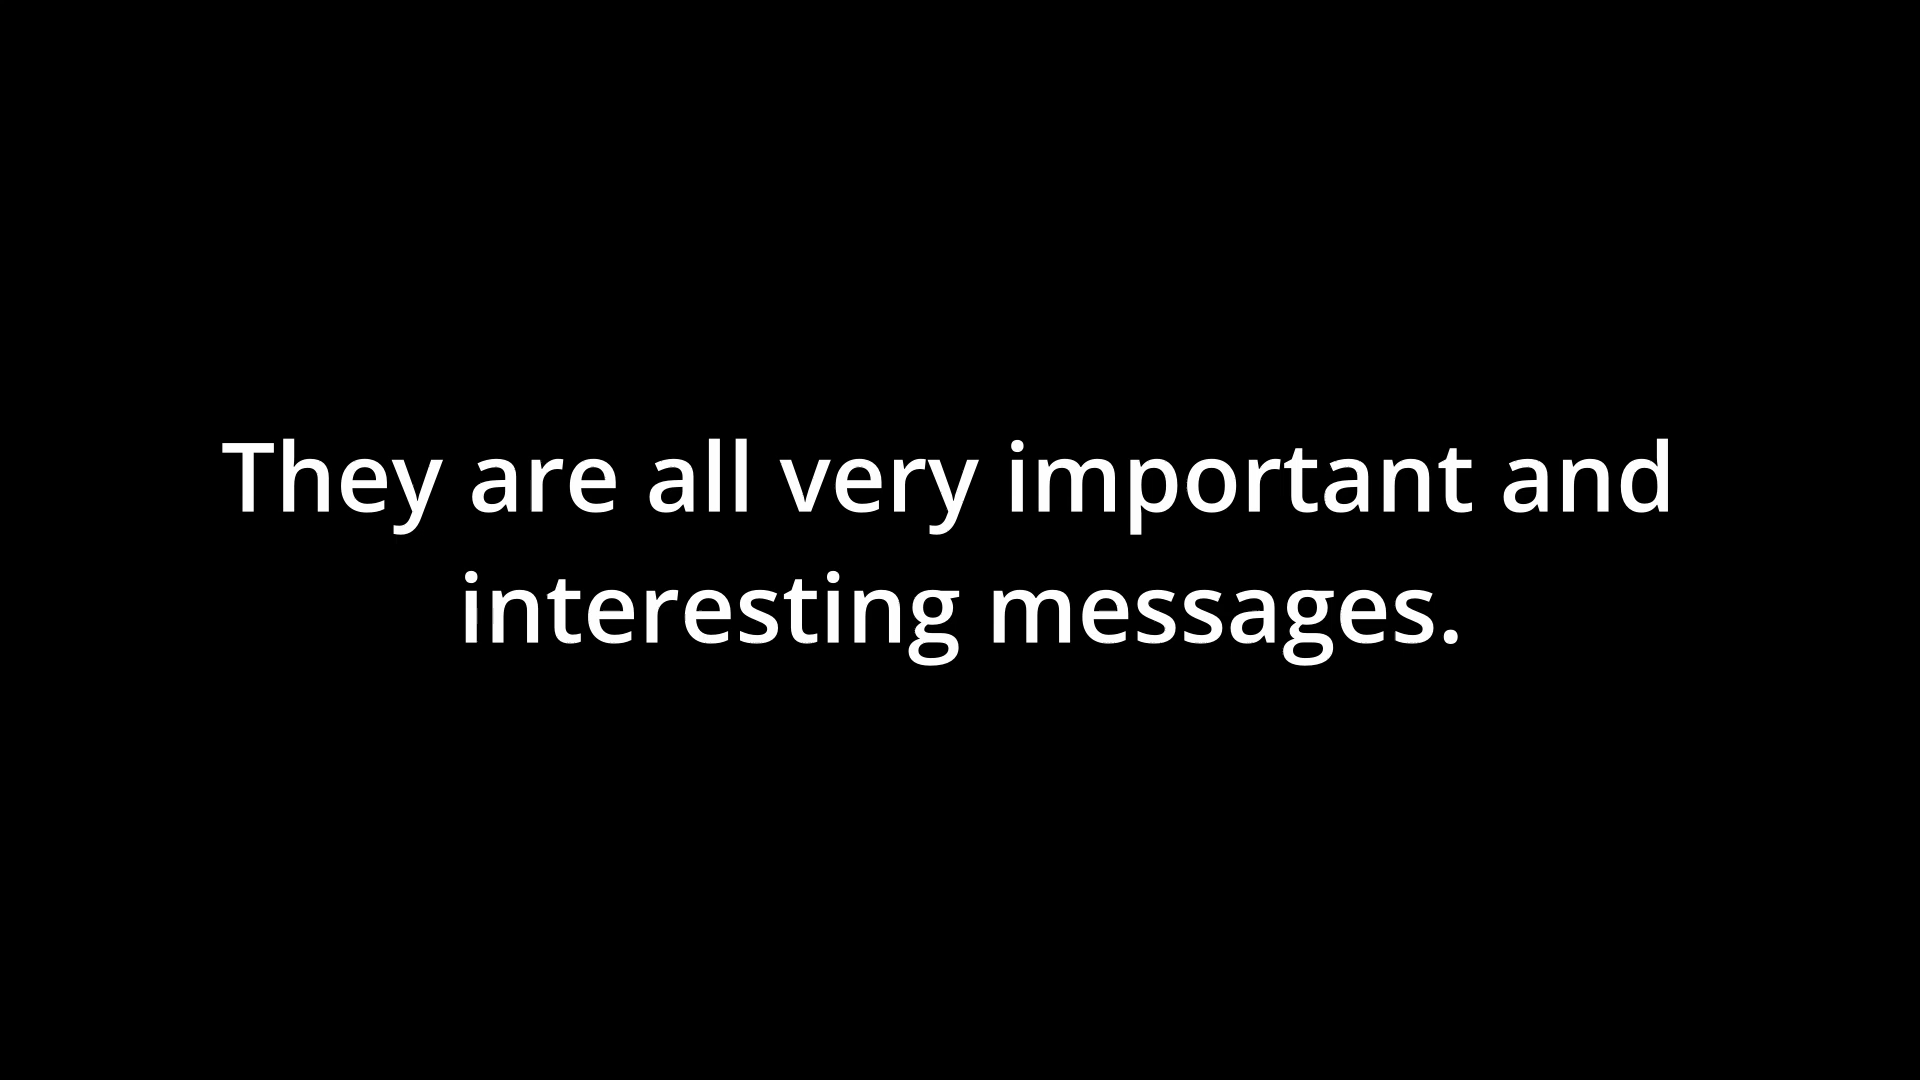 They are all very important and
interesting messages.